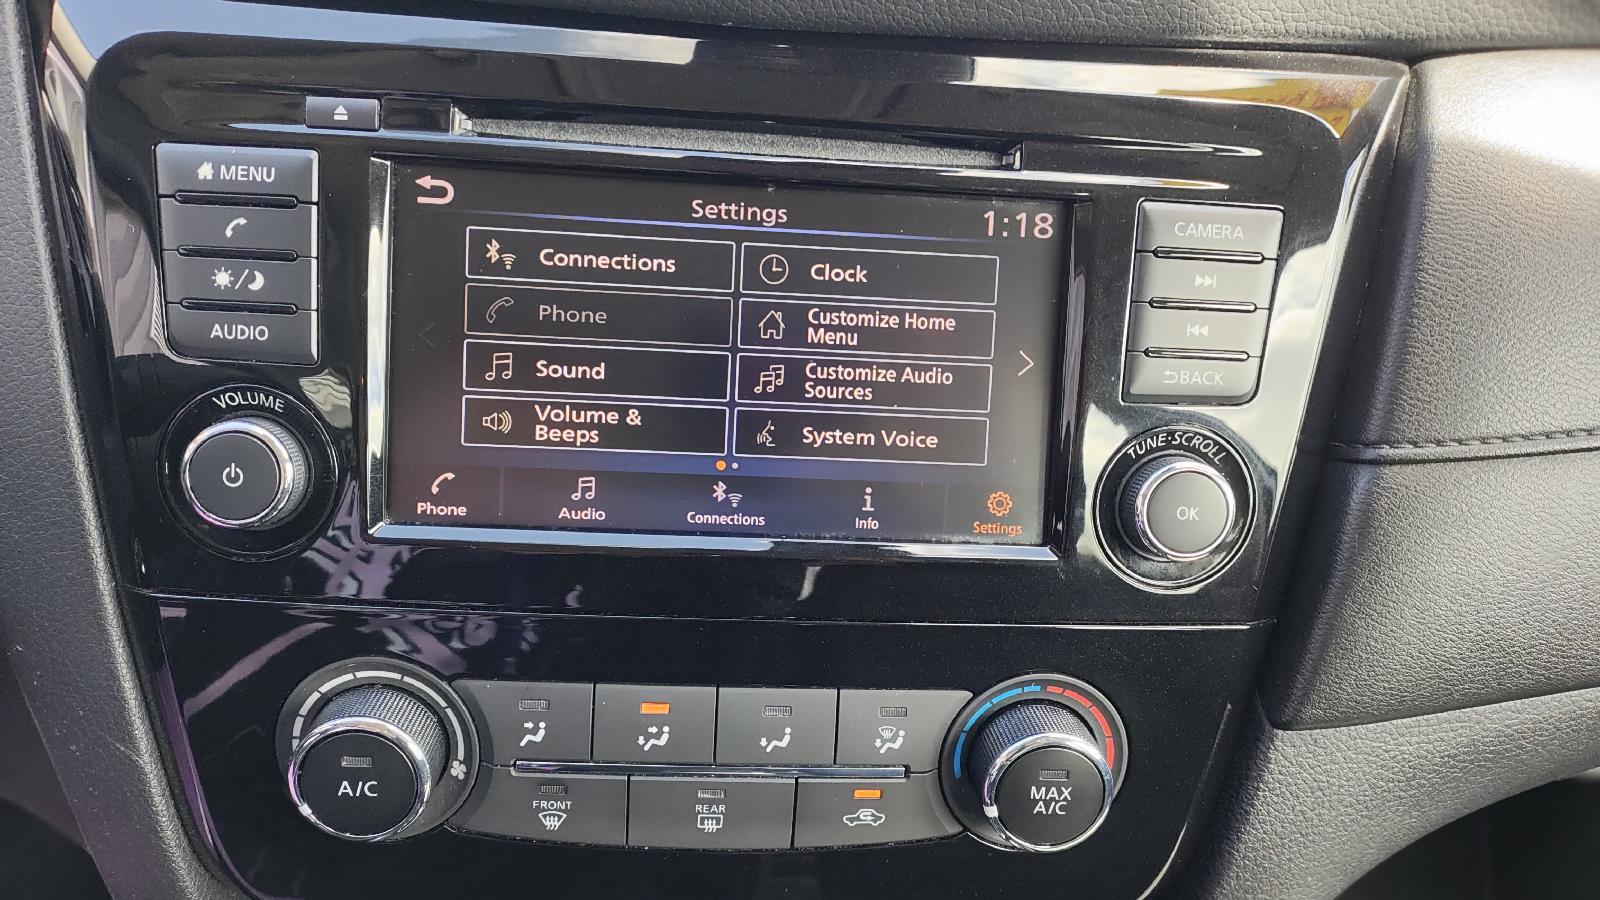 MENU
AUDIO
VOLUME
Settings
1:18
Connections
Clock
Phone
Customize Home
Menu
Sound
Customize Audio
Sources
Volume &
Beeps
System Voice
Phone
Audio
Connections
Info
Settings
CAMERA
BACK
TUNE·SCROLL
OK
A/C
FRONT
REAR
MAX
A/C